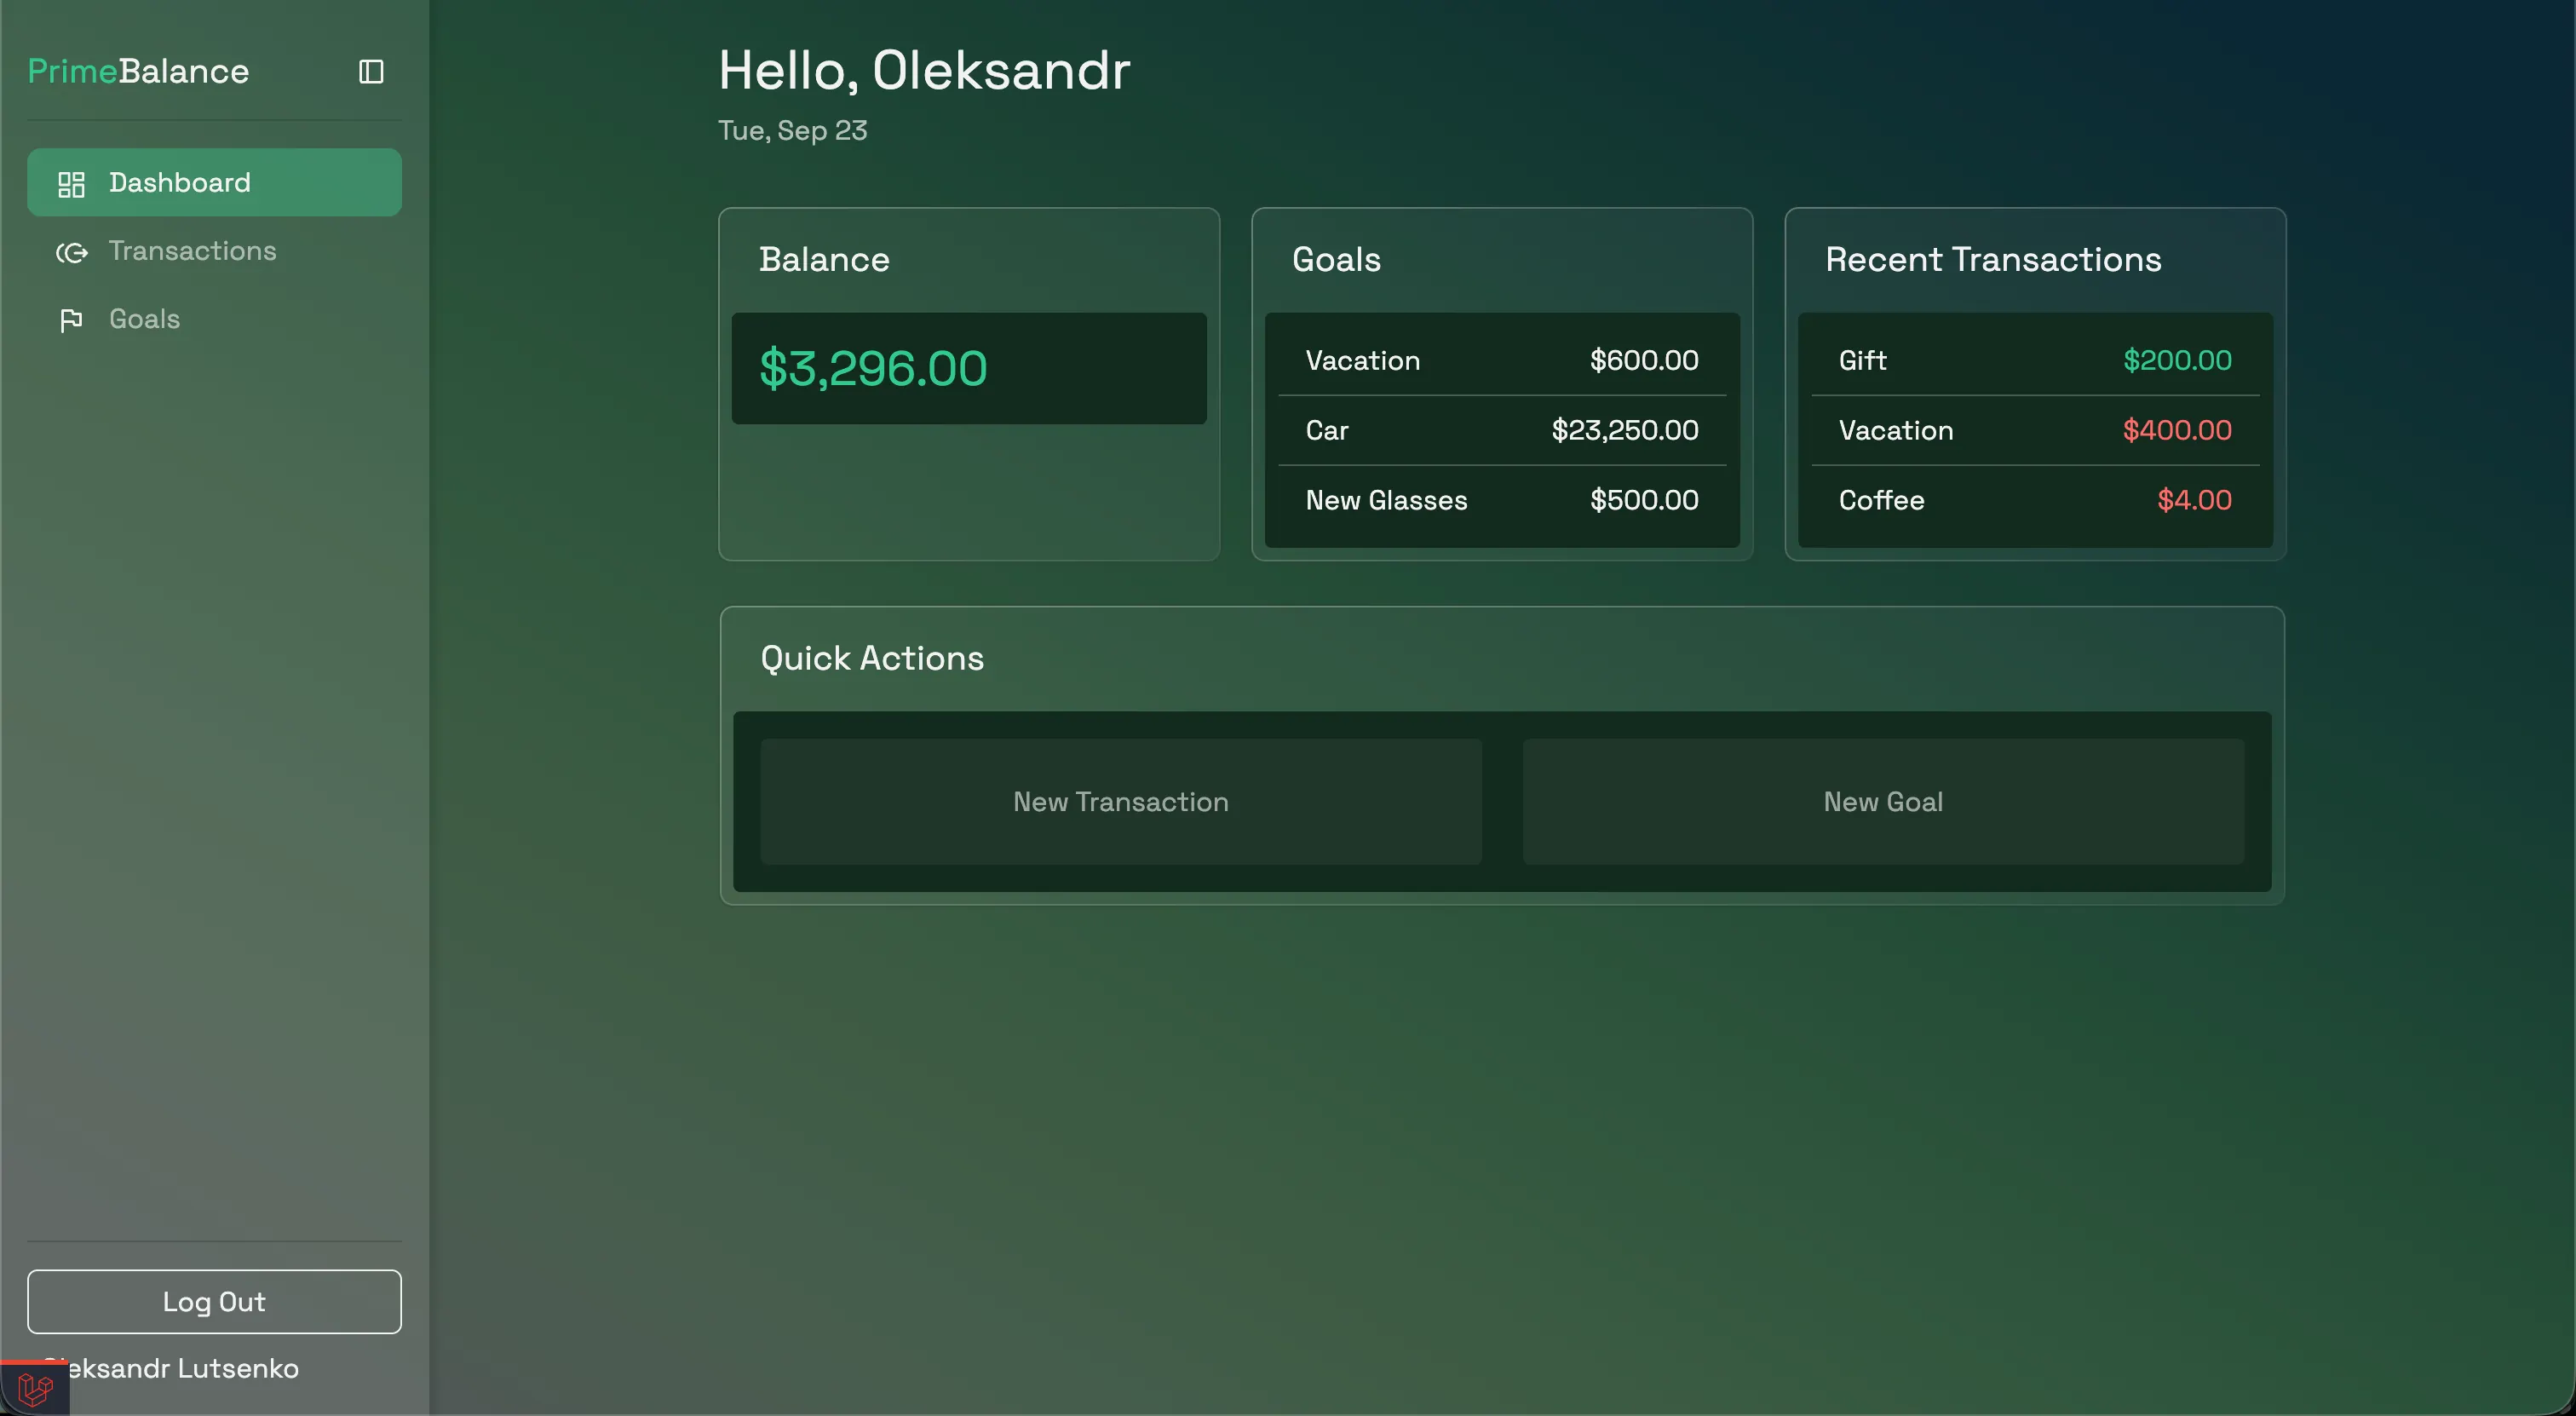 PrimeBalance
Dashboard
Transactions
Goals
Log Out
Lutsenko
Hello, Oleksandr
Tue, Sep 23
Balance
$3,296.00
Goals
Vacation $600.00
Car $23,250.00
New Glasses $500.00
Recent Transactions
Gift $200.00
Vacation $400.00
Coffee $4.00
Quick Actions
New Transaction
New Goal